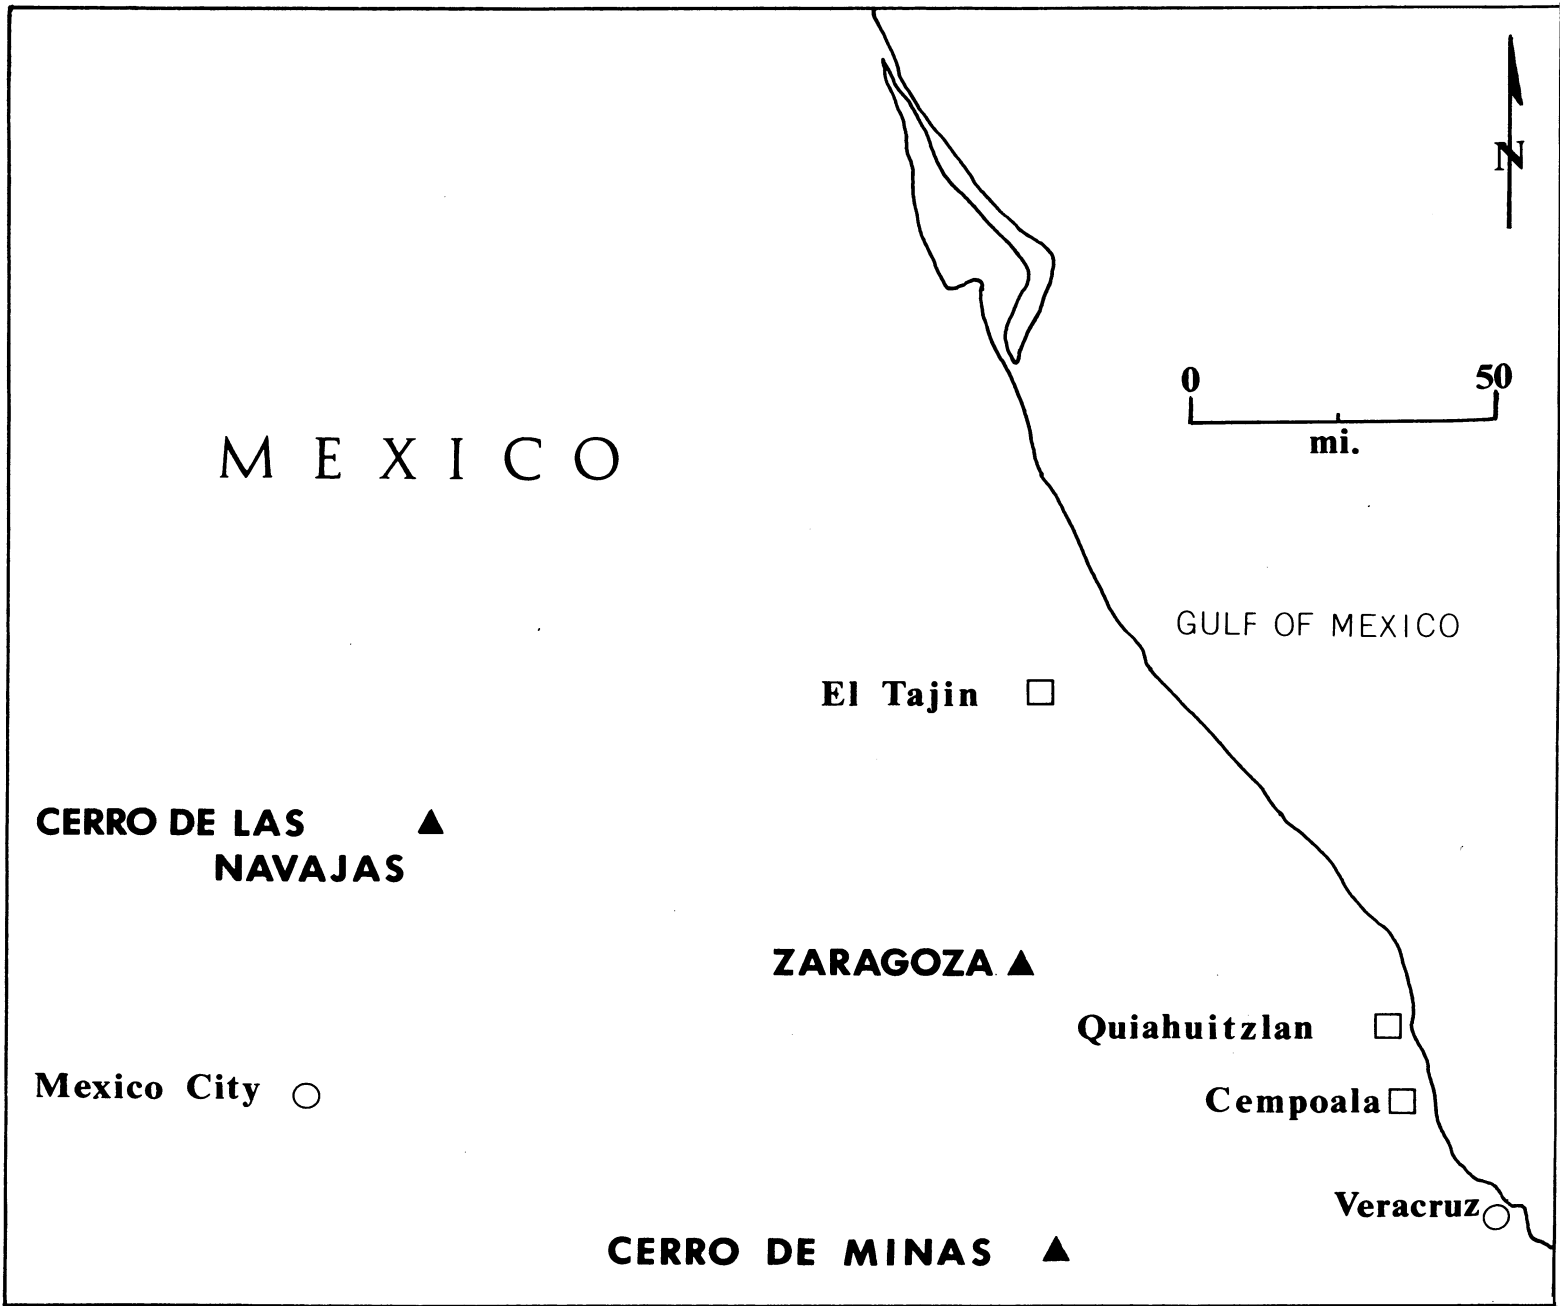 N
0 50
mi.
MEXICO
GULF OF MEXICO
El Tajin
CERRO DE LAS
NAVAJAS
ZARAGOZA
Quiahuitzlan
Mexico City
Cempoala
Veracruz
CERRO DE MINAS